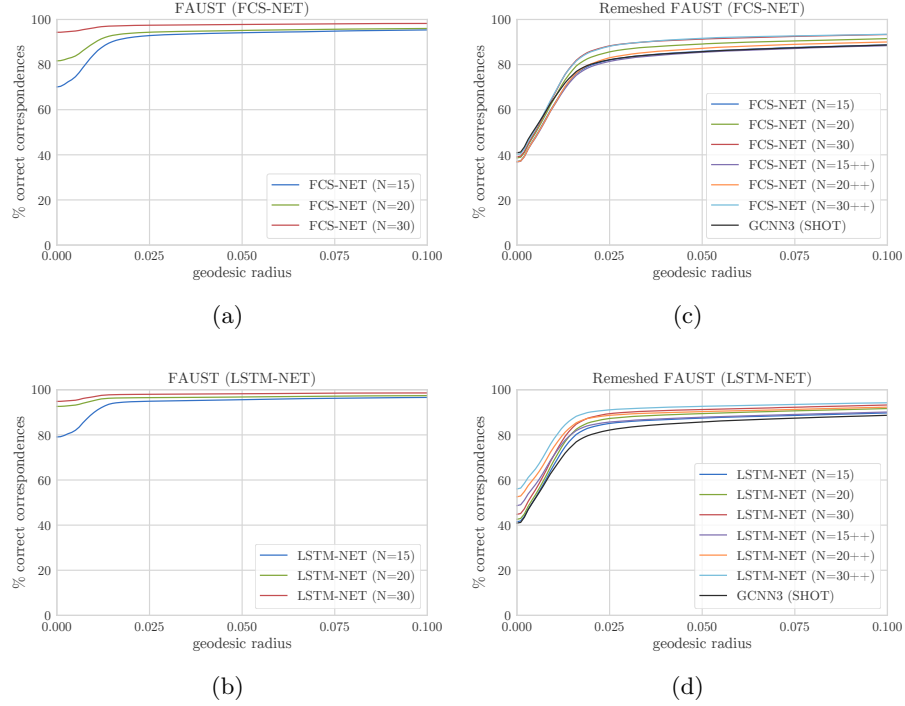 FAUST (FCS-NET)
% correct correspondences
100
80
60
40
20
0
FCS-NET (N=15)
FCS-NET (N=20)
FCS-NET (N=30)
0.000 0.025 0.050 0.075 0.100
geodesic radius
(a)
Remeshed FAUST (FCS-NET)
% correct correspondences
100
80
60
40
20
0
FCS-NET (N=15)
FCS-NET (N=20)
FCS-NET (N=30)
FCS-NET (N=15++)
FCS-NET (N=20++)
FCS-NET (N=30++)
GCNN3 (SHOT)
0.000 0.025 0.050 0.075 0.100
geodesic radius
(c)
FAUST (LSTM-NET)
% correct correspondences
100
80
60
40
20
0
LSTM-NET (N=15)
LSTM-NET (N=20)
LSTM-NET (N=30)
0.000 0.025 0.050 0.075 0.100
geodesic radius
(b)
Remeshed FAUST (LSTM-NET)
% correct correspondences
100
80
60
40
20
0
LSTM-NET (N=15)
LSTM-NET (N=20)
LSTM-NET (N=30)
LSTM-NET (N=15++)
LSTM-NET (N=20++)
LSTM-NET (N=30++)
GCNN3 (SHOT)
0.000 0.025 0.050 0.075 0.100
geodesic radius
(d)